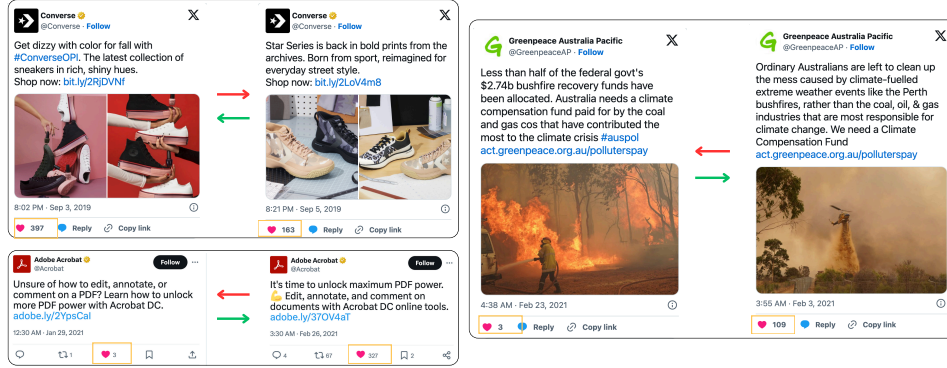 Converse
@Converse · Follow
Get dizzy with color for fall with
#ConverseOPI. The latest collection of
sneakers in rich, shiny hues.
Shop now: bit.ly/2RjDVNf
8:02 PM · Sep 3, 2019
397 Reply Copy link
Converse
@Converse · Follow
Star Series is back in bold prints from the
archives. Born from sport, reimagined for
everyday street style.
Shop now: bit.ly/2LoV4m8
8:21 PM · Sep 5, 2019
163 Reply Copy link
Adobe Acrobat
@Acrobat
Follow
Unsure of how to edit, annotate, or
comment on a PDF? Learn how to unlock
more PDF power with Acrobat DC.
adobe.ly/2YpsCaI
12:30 AM · Jan 29, 2021
1 3
Adobe Acrobat
@Acrobat
Follow
It's time to unlock maximum PDF power.
💪 Edit, annotate, and comment on
documents with Acrobat DC online tools.
adobe.ly/37OV4aT
3:30 AM · Feb 26, 2021
4 67 327 2
Greenpeace Australia Pacific
@GreenpeaceAP · Follow
Less than half of the federal govt's
$2.74b bushfire recovery funds have
been allocated. Australia needs a climate
compensation fund paid for by the coal
and gas cos that have contributed the
most to the climate crisis #auspol
act.greenpeace.org.au/polluterspay
4:38 AM · Feb 23, 2021
3 Reply Copy link
Greenpeace Australia Pacific
@GreenpeaceAP · Follow
Ordinary Australians are left to clean up
the mess caused by climate-fuelled
extreme weather events like the Perth
bushfires, rather than the coal, oil, & gas
industries that are most responsible for
climate change. We need a Climate
Compensation Fund
act.greenpeace.org.au/polluterspay
3:55 AM · Feb 3, 2021
109 Reply Copy link